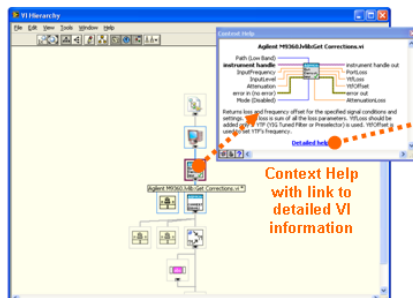 VI Hierarchy
File Edit View Tools Window Help
Context Help
Agilent M9360.lvlib:Get Corrections.vi
Path (Low Band)
instrument handle
instrument handle out
InputFrequency
PortLoss
InputLevel
YtfLoss
Attenuation
YtfOffset
error in (no error)
error out
Mode (Disabled)
AttenuationLoss
Returns loss and frequency offset for the specified signal conditions and
settings. loss is sum of all the loss parameters. YtfLoss should be
added only if YTF (YIG Tuned Filter or Preselector) is used. YtfOffset is
used to set YTF's frequency.
Detailed help
Agilent M9360.lvlib:Get Corrections.vi *
Context Help
with link to
detailed VI
information